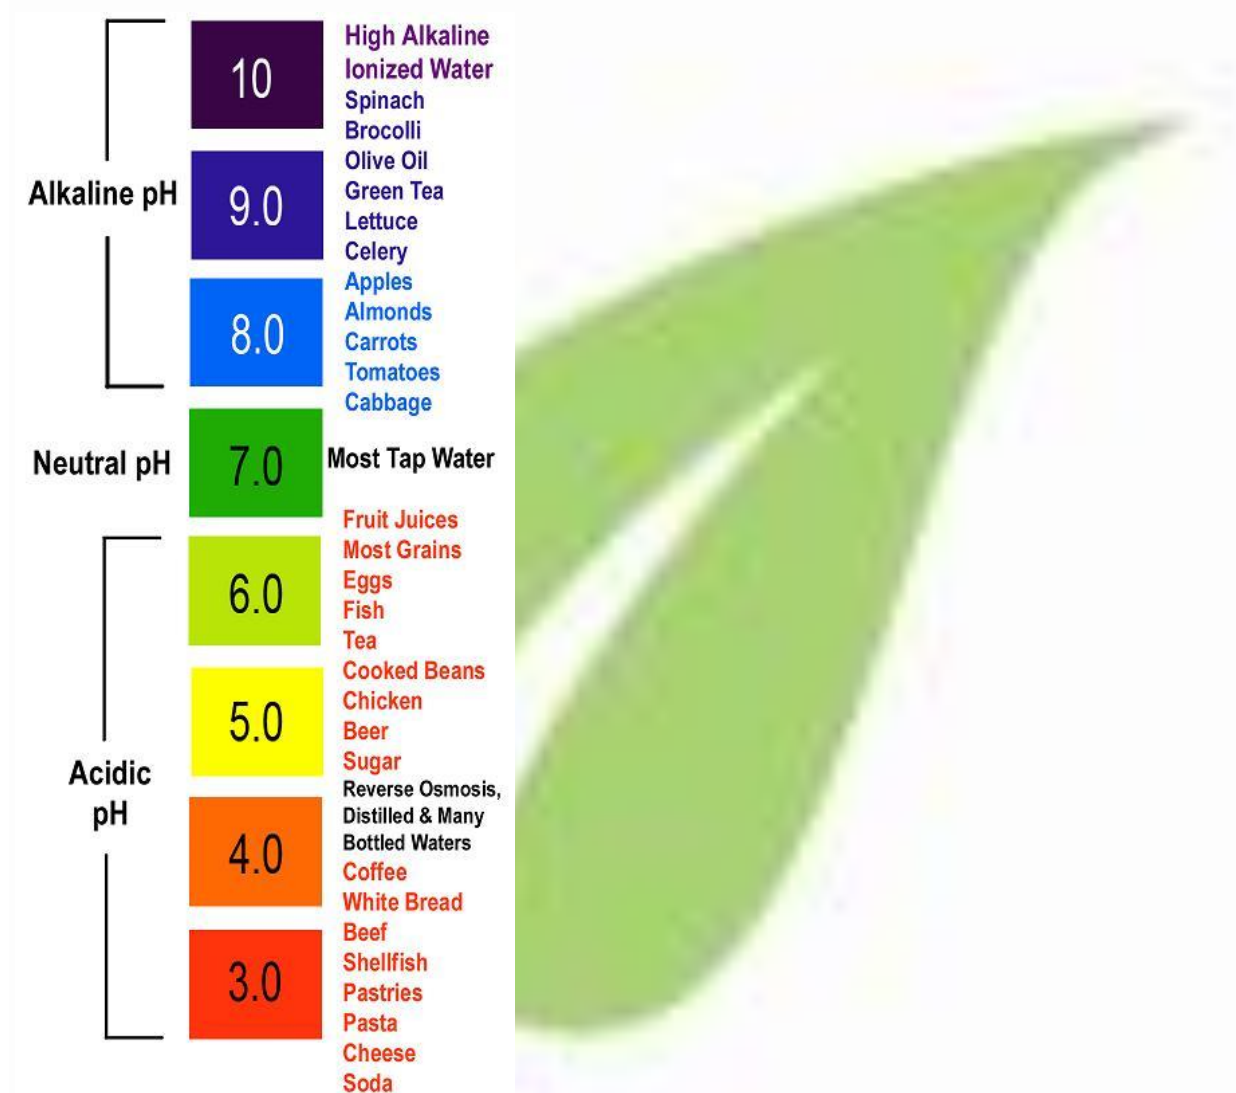 10
High Alkaline
Ionized Water
Spinach
Brocolli
Alkaline pH
9.0
Olive Oil
Green Tea
Lettuce
Celery
8.0
Apples
Almonds
Carrots
Tomatoes
Cabbage
Neutral pH
7.0
Most Tap Water
Fruit Juices
Most Grains
6.0
Eggs
Fish
Tea
Cooked Beans
5.0
Chicken
Beer
Sugar
Acidic
pH
Reverse Osmosis,
Distilled & Many
Bottled Waters
4.0
Coffee
White Bread
Beef
3.0
Shellfish
Pastries
Pasta
Cheese
Soda